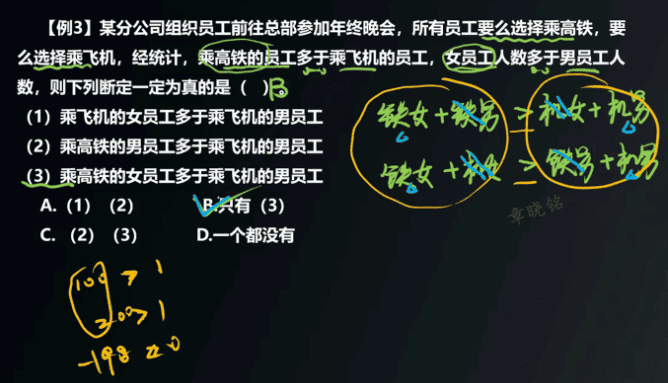 【例3】某分公司组织员工前往总部参加年终晚会，所有员工要么选择乘高铁，要
么选择乘飞机，经统计，乘高铁的员工多于乘飞机的员工，女员工人数多于男员工人
数，则下列断定一定为真的是（ ）B
（1）乘飞机的女员工多于乘飞机的男员工
（2）乘高铁的男员工多于乘飞机的男员工
（3）乘高铁的女员工多于乘飞机的男员工
A.（1）（2） B.只有（3）
C. （2）（3） D.一个都没有
铁女+铁男>机女+机男
铁女+机女>铁男+机男
章晓铭
100>1
200>1